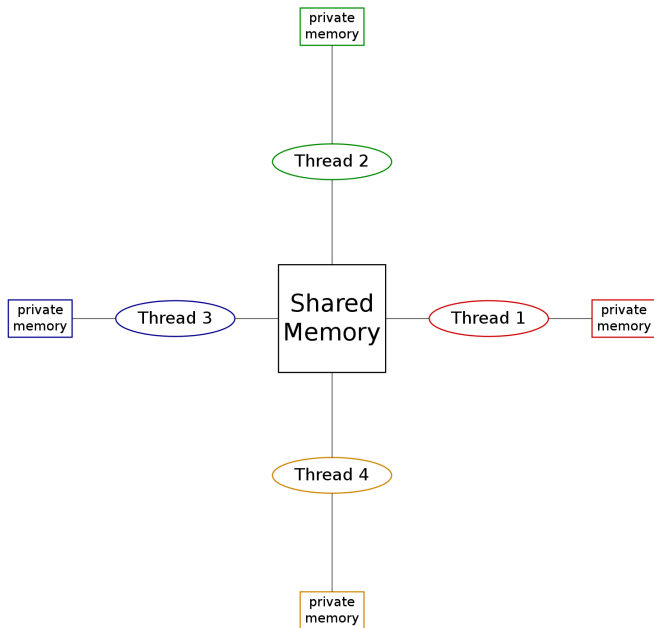 private
memory
Thread 2
private
memory
Thread 3
Shared
Memory
Thread 1
private
memory
Thread 4
private
memory